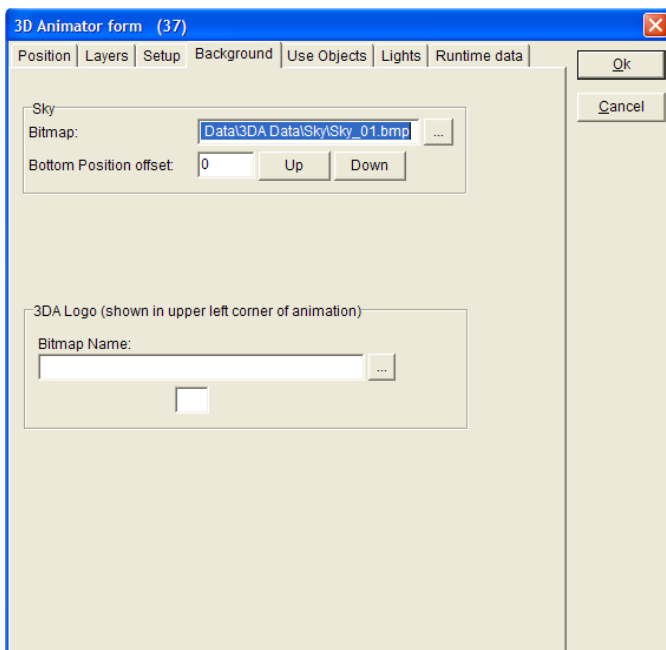 3D Animator form (37)
Position Layers Setup Background Use Objects Lights Runtime data
Ok
Cancel
Sky
Bitmap: Data\3DA Data\Sky\Sky_01.bmp ...
Bottom Position offset: 0 Up Down
3DA Logo (shown in upper left corner of animation)
Bitmap Name:
...